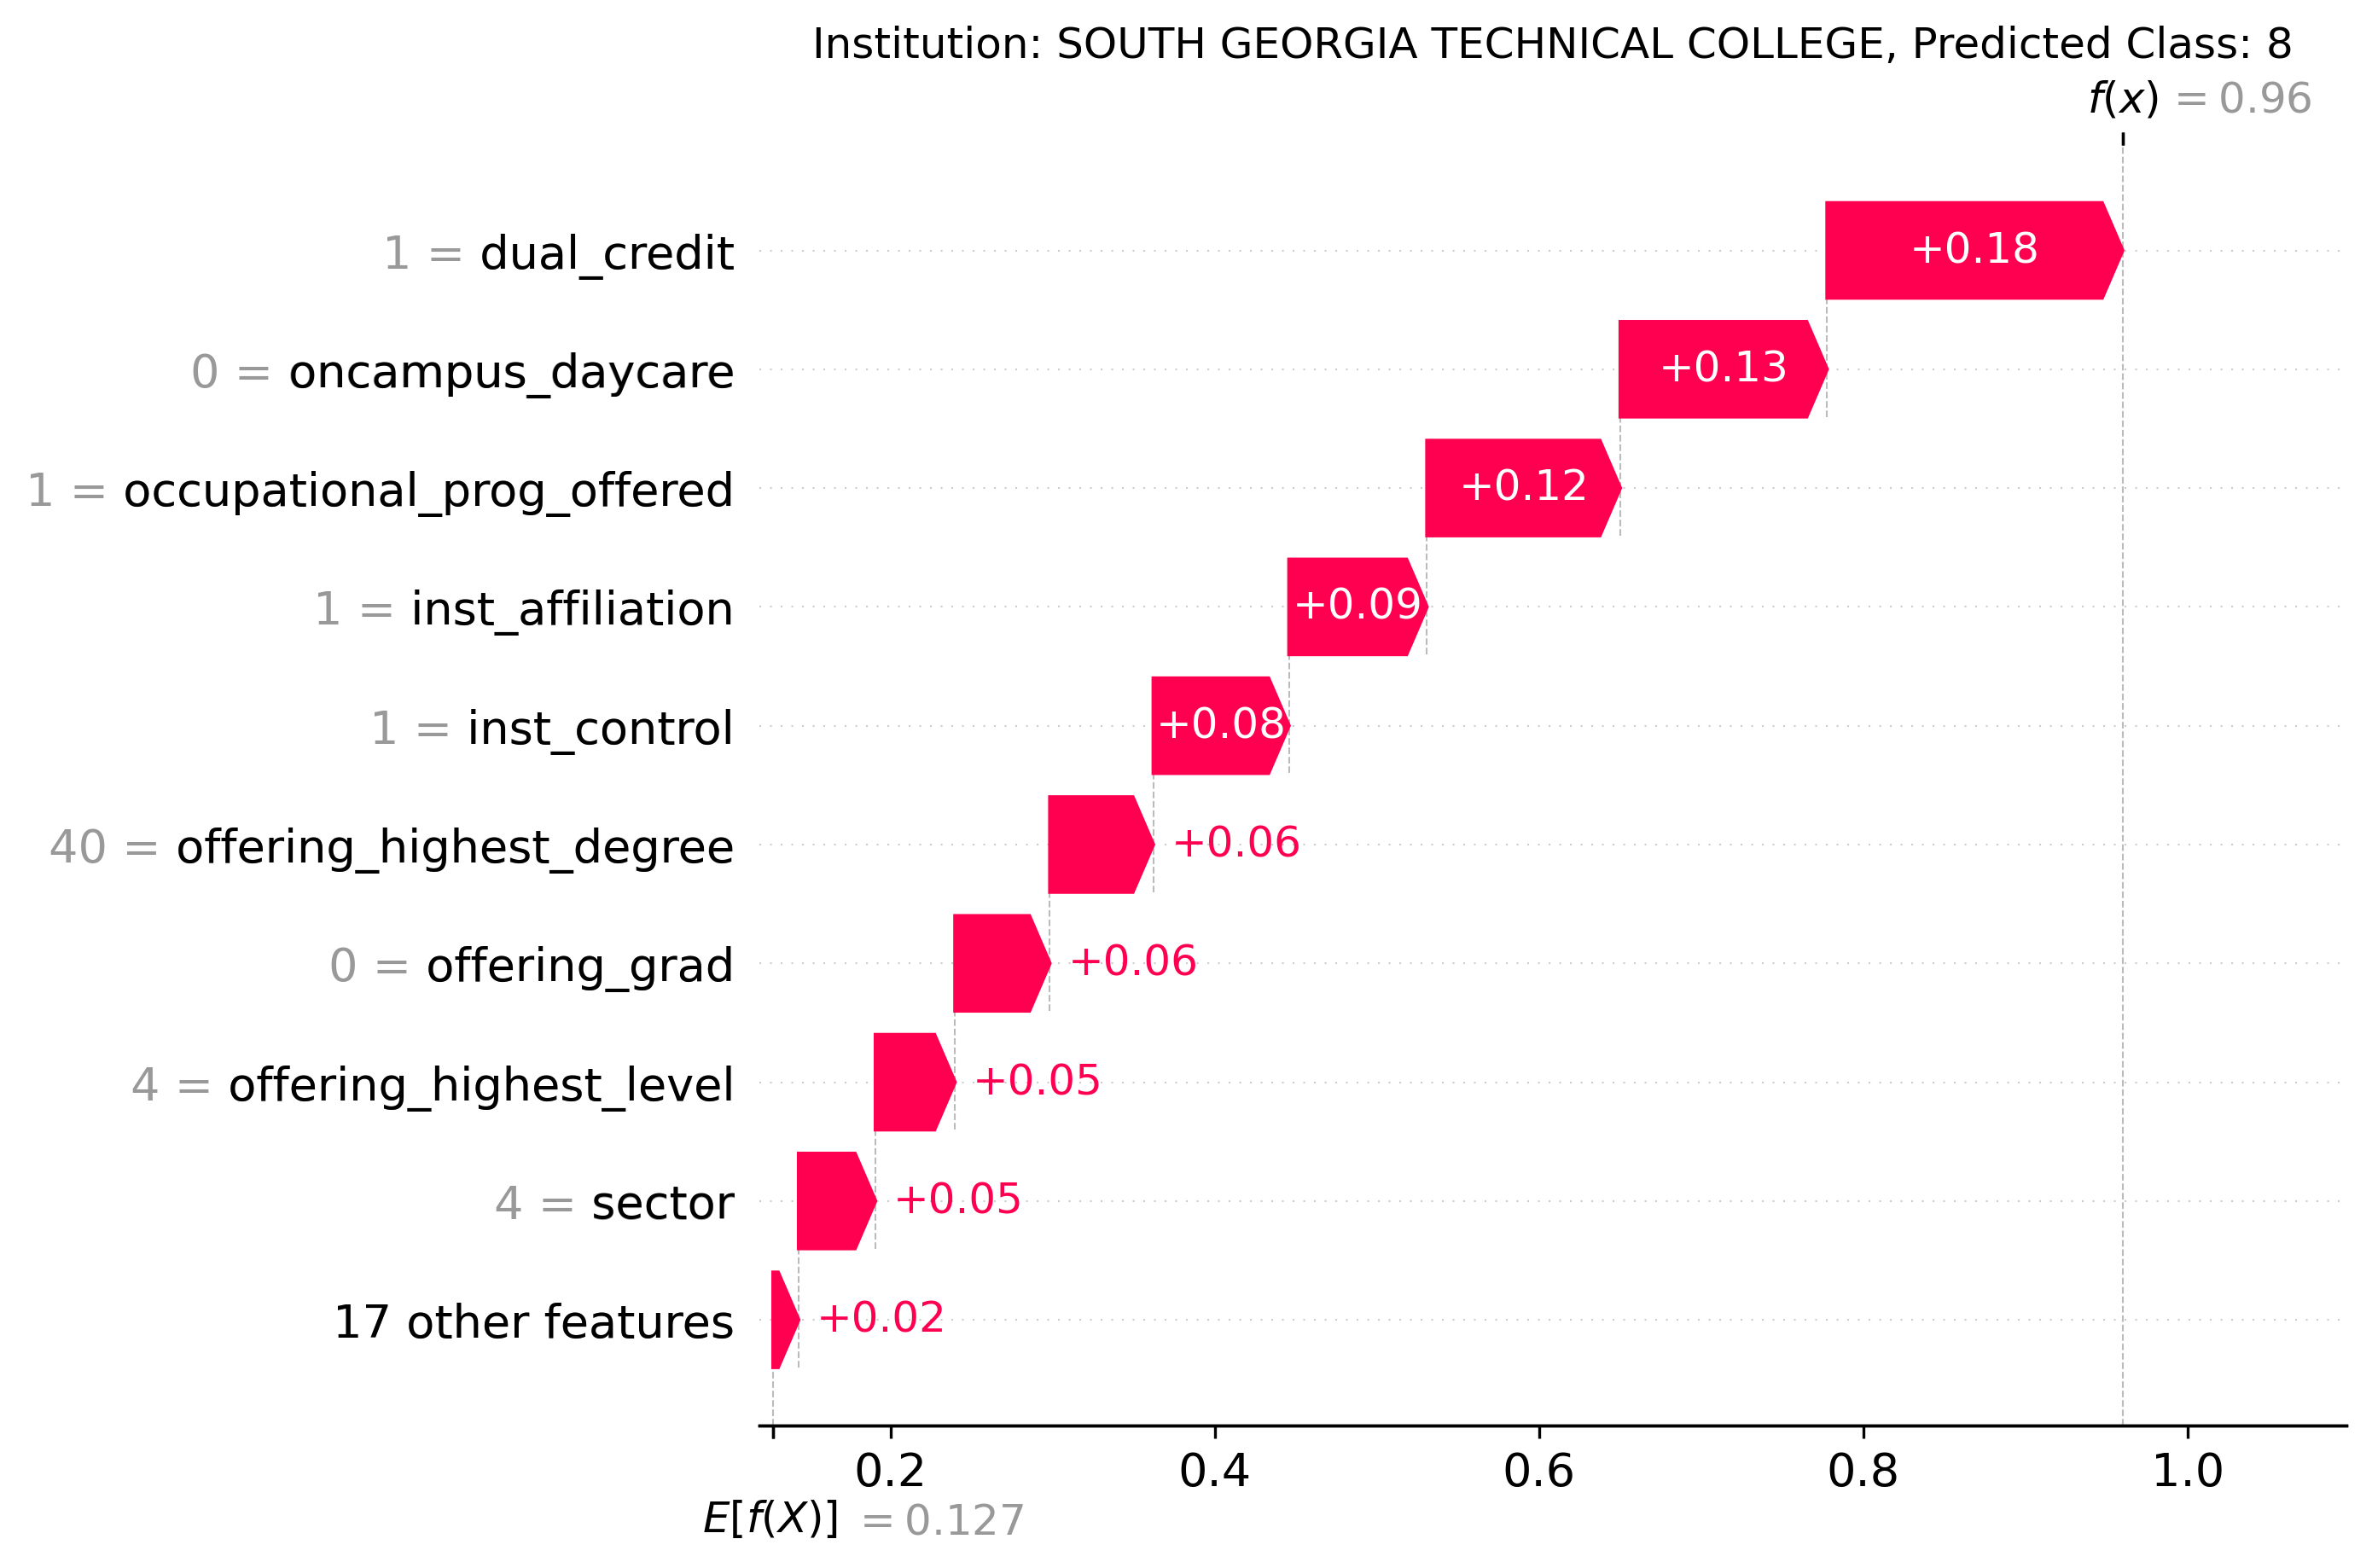 Institution: SOUTH GEORGIA TECHNICAL COLLEGE, Predicted Class: 8
f(x) = 0.96
1 = dual_credit +0.18
0 = oncampus_daycare +0.13
1 = occupational_prog_offered +0.12
1 = inst_affiliation +0.09
1 = inst_control +0.08
40 = offering_highest_degree +0.06
0 = offering_grad +0.06
4 = offering_highest_level +0.05
4 = sector +0.05
17 other features +0.02
0.2 0.4 0.6 0.8 1.0
E[f(X)] = 0.127